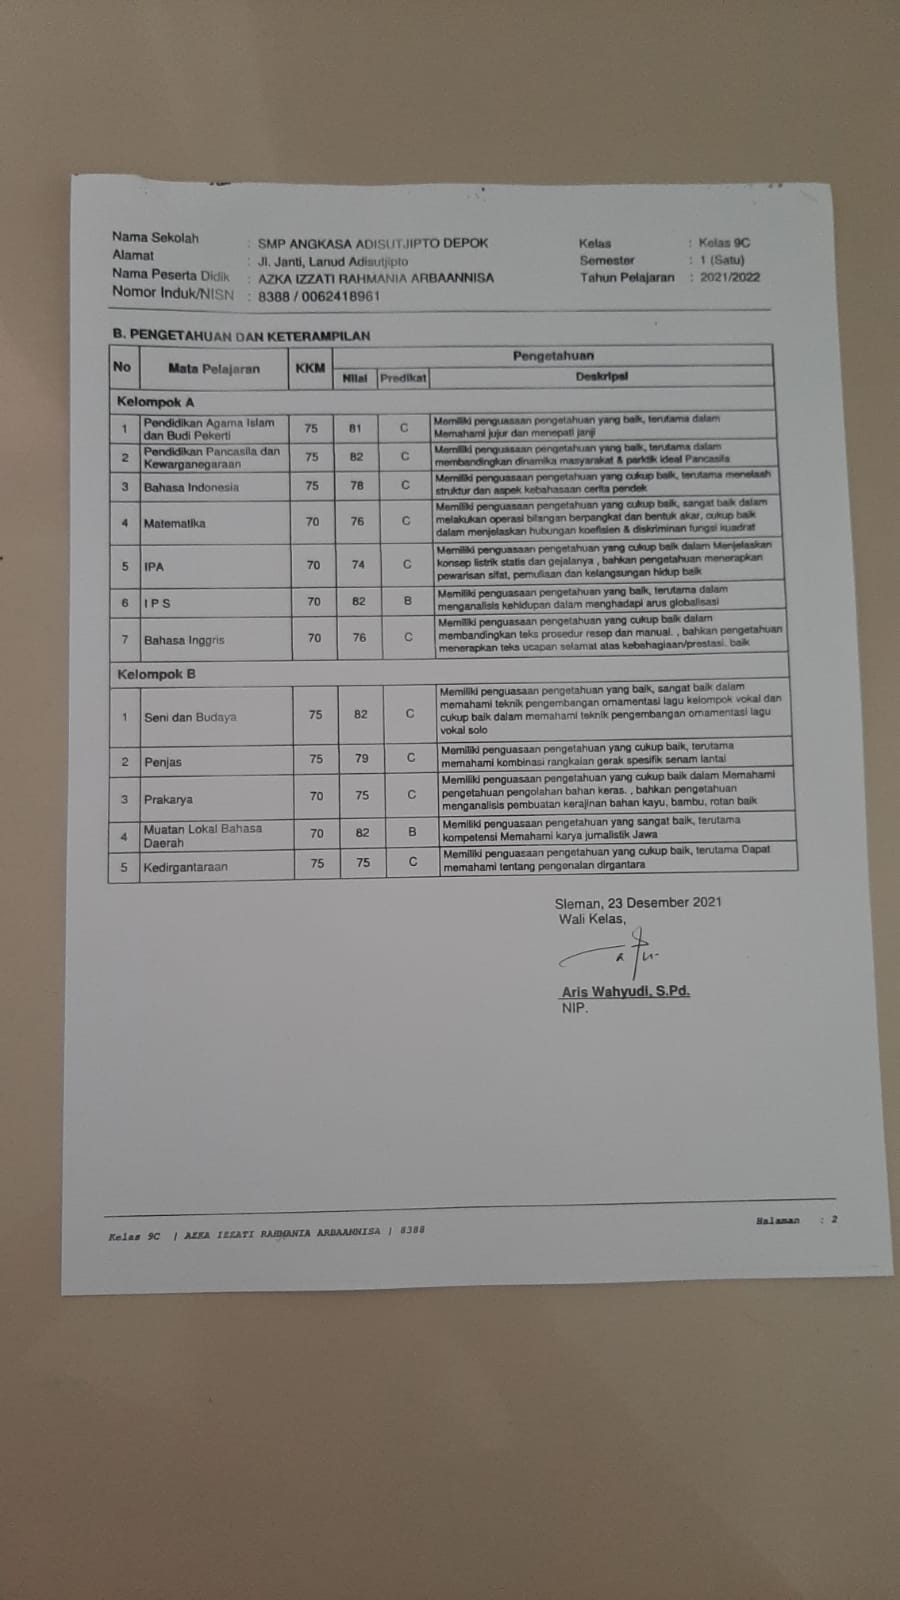 Nama Sekolah : SMP ANGKASA ADISUTJIPTO DEPOK Kelas : Kelas 9C
Alamat : Jl. Janti, Lanud Adisutjipto Semester : 1 (Satu)
Nama Peserta Didik : AZKA IZZATI RAHMANIA ARBAANNISA Tahun Pelajaran : 2021/2022
Nomor Induk/NISN : 8388 / 0062418961
B. PENGETAHUAN DAN KETERAMPILAN
No Mata Pelajaran KKM Pengetahuan
Nilai Predikat Deskripsi
Kelompok A
1 Pendidikan Agama Islam dan Budi Pekerti 75 81 C Memiliki penguasaan pengetahuan yang baik, terutama dalam
Memahami jujur dan menepati janji
2 Pendidikan Pancasila dan Kewarganegaraan 75 82 C Memiliki penguasaan pengetahuan yang baik, terutama dalam
membandingkan dinamika masyarakat & parktik ideal Pancasila
3 Bahasa Indonesia 75 78 C Memiliki penguasaan pengetahuan yang cukup baik, terutama menelaah
struktur dan aspek kebahasaan cerita pendek
4 Matematika 70 76 C Memiliki penguasaan pengetahuan yang cukup baik, sangat baik dalam
melakukan operasi bilangan berpangkat dan bentuk akar, cukup baik
dalam menjelaskan hubungan koefisien & diskriminan fungsi kuadrat
5 IPA 70 74 C Memiliki penguasaan pengetahuan yang cukup baik dalam Menjelaskan
konsep listrik statis dan gejalanya , bahkan pengetahuan menerapkan
pewarisan sifat, pemuliaan dan kelangsungan hidup baik
6 I P S 70 82 B Memiliki penguasaan pengetahuan yang baik, terutama dalam
menganalisis kehidupan dalam menghadapi arus globalisasi
7 Bahasa Inggris 70 76 C Memiliki penguasaan pengetahuan yang cukup baik dalam
membandingkan teks prosedur resep dan manual. , bahkan pengetahuan
menerapkan teks ucapan selamat atas kebahagiaan/prestasi. baik
Kelompok B
1 Seni dan Budaya 75 82 C Memiliki penguasaan pengetahuan yang baik, sangat baik dalam
memahami teknik pengembangan ornamentasi lagu kelompok vokal dan
cukup baik dalam memahami teknik pengembangan ornamentasi lagu
vokal solo
2 Penjas 75 79 C Memiliki penguasaan pengetahuan yang cukup baik, terutama
memahami kombinasi rangkaian gerak spesifik senam lantai
3 Prakarya 70 75 C Memiliki penguasaan pengetahuan yang cukup baik dalam Memahami
pengetahuan pengolahan bahan keras. , bahkan pengetahuan
menganalisis pembuatan kerajinan bahan kayu, bambu, rotan baik
4 Muatan Lokal Bahasa Daerah 70 82 B Memiliki penguasaan pengetahuan yang sangat baik, terutama
kompetensi Memahami karya jurnalistik Jawa
5 Kedirgantaraan 75 75 C Memiliki penguasaan pengetahuan yang cukup baik, terutama Dapat
memahami tentang pengenalan dirgantara
Sleman, 23 Desember 2021
Wali Kelas,
Aris Wahyudi, S.Pd.
NIP.
Kelas 9C | AZKA IZZATI RAHMANIA ARBAANNISA | 8388 Halaman : 2